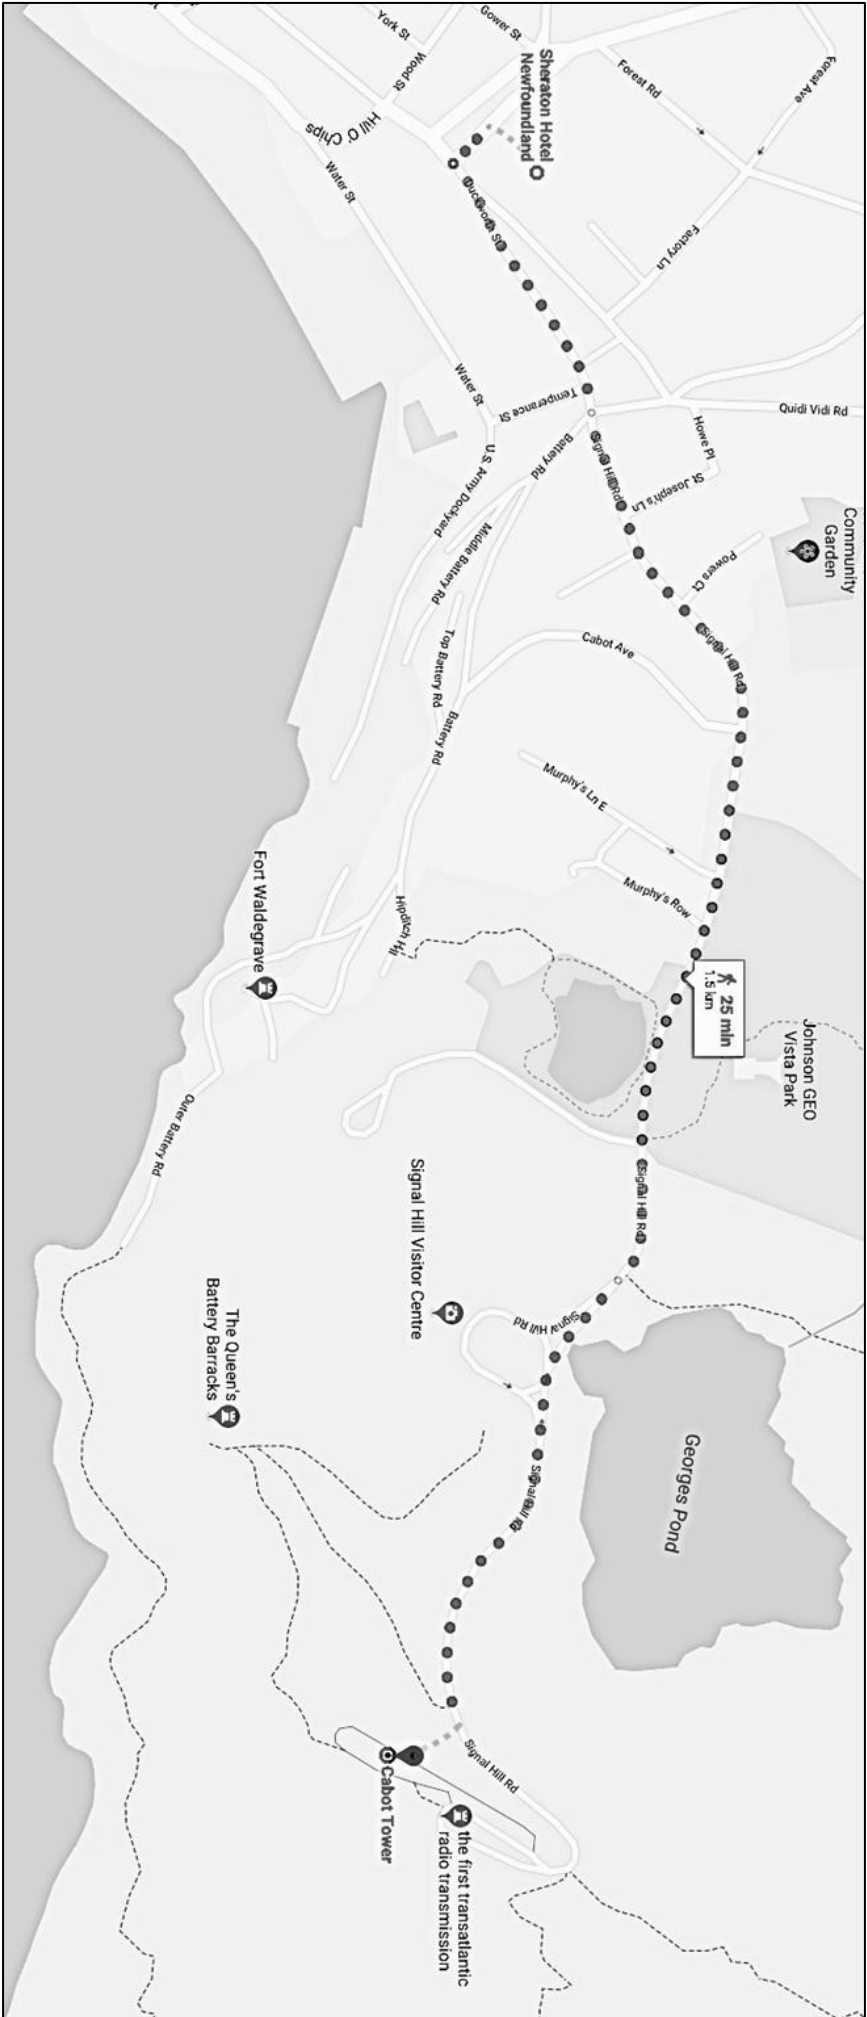 York St
Wood St
Gower St
Hill O' Chips
Water St
Sheraton Hotel
Newfoundland
Forest Rd
Forest Ave
Duckworth St
Factory Ln
Water St
Temperance St
Quidi Vidi Rd
Howe Pl
St Joseph's Ln
Signal Hill Rd
Battery Rd
U.S. Army Dockyard
Middle Battery Rd
Community
Garden
Powers Ct
Signal Hill Rd
Cabot Ave
Top Battery Rd
Battery Rd
Murphy's Ln E
Murphy's Row
Hipditch Hill
Fort Waldegrave
25 min
1.5 km
Johnson GEO
Vista Park
Outer Battery Rd
Signal Hill Rd
Signal Hill Visitor Centre
The Queen's
Battery Barracks
Signal Hill Rd
Georges Pond
Signal Hill Rd
Signal Hill Rd
Cabot Tower
the first transatlantic
radio transmission